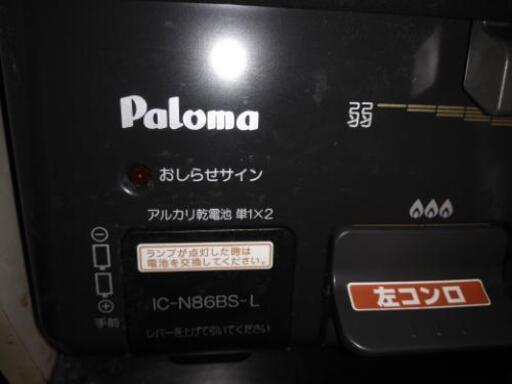 Paloma
弱
おしらせサイン
アルカリ乾電池 単1×2
ランプが点灯した時は
電池を交換してください。
IC-N86BS-L
手前
レバーを上げて引いてください
左コンロ